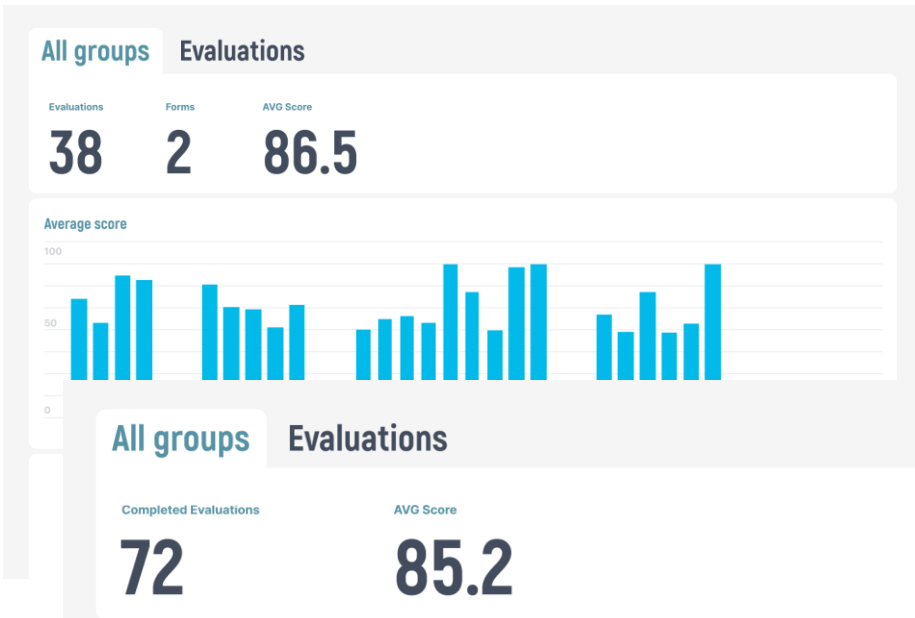 All groups Evaluations
Evaluations Forms AVG Score
38 2 86.5
Average score
100
50
0
All groups Evaluations
Completed Evaluations AVG Score
72 85.2